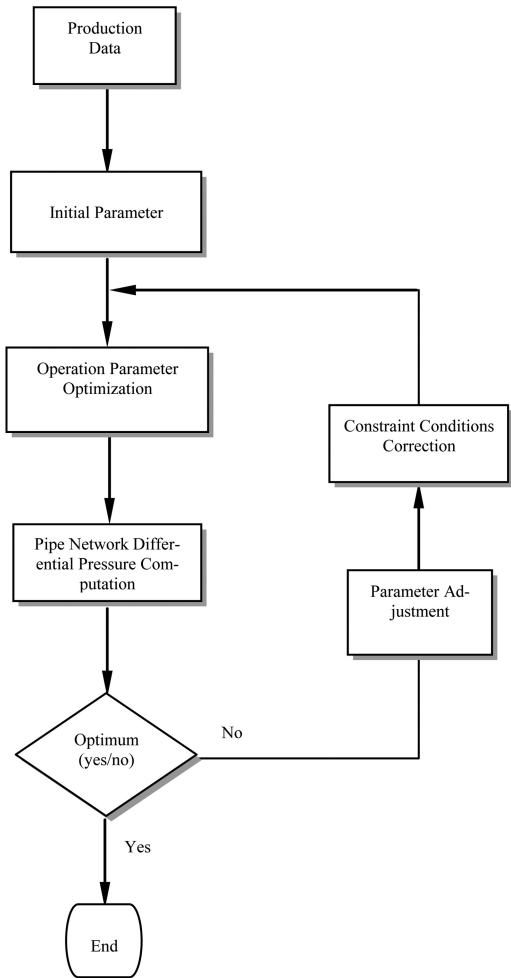 Production
Data
Initial Parameter
Operation Parameter
Optimization
Constraint Conditions
Correction
Pipe Network Differ-
ential Pressure Com-
putation
Parameter Ad-
justment
Optimum
(yes/no)
No
Yes
End